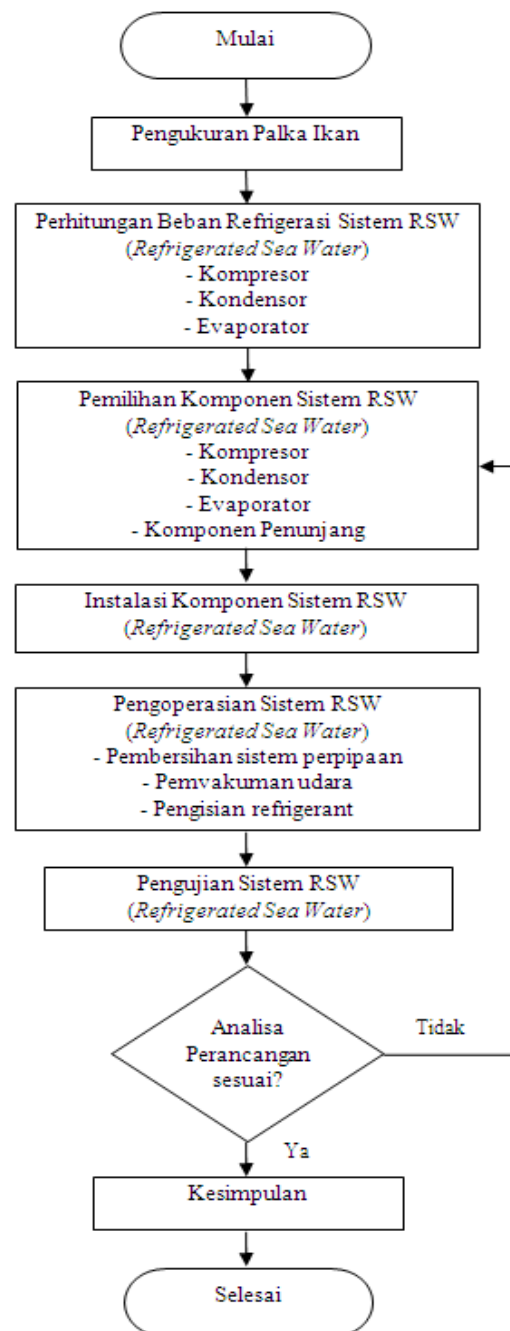 Mulai
Pengukuran Palka Ikan
Perhitungan Beban Refrigerasi Sistem RSW
(Refrigerated Sea Water)
- Kompresor
- Kondensor
- Evaporator
Pemilihan Komponen Sistem RSW
(Refrigerated Sea Water)
- Kompresor
- Kondensor
- Evaporator
- Komponen Penunjang
Instalasi Komponen Sistem RSW
(Refrigerated Sea Water)
Pengoperasian Sistem RSW
(Refrigerated Sea Water)
- Pembersihan sistem perpipaan
- Pemvakuman udara
- Pengisian refrigerant
Pengujian Sistem RSW
(Refrigerated Sea Water)
Analisa
Perancangan
sesuai?
Tidak
Ya
Kesimpulan
Selesai